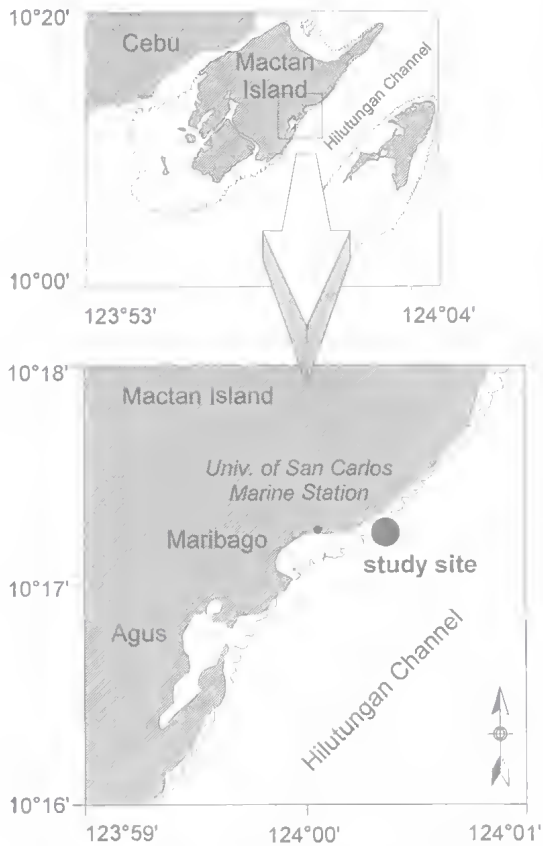 10°20'
Cebu
Mactan
Island
Hilutungan Channel
10°00'
123°53'
124°04'
10°18'
Mactan Island
Univ. of San Carlos
Marine Station
Maribago
study site
10°17'
Agus
Hilutungan Channel
10°16'
123°59'
124°00'
124°01'